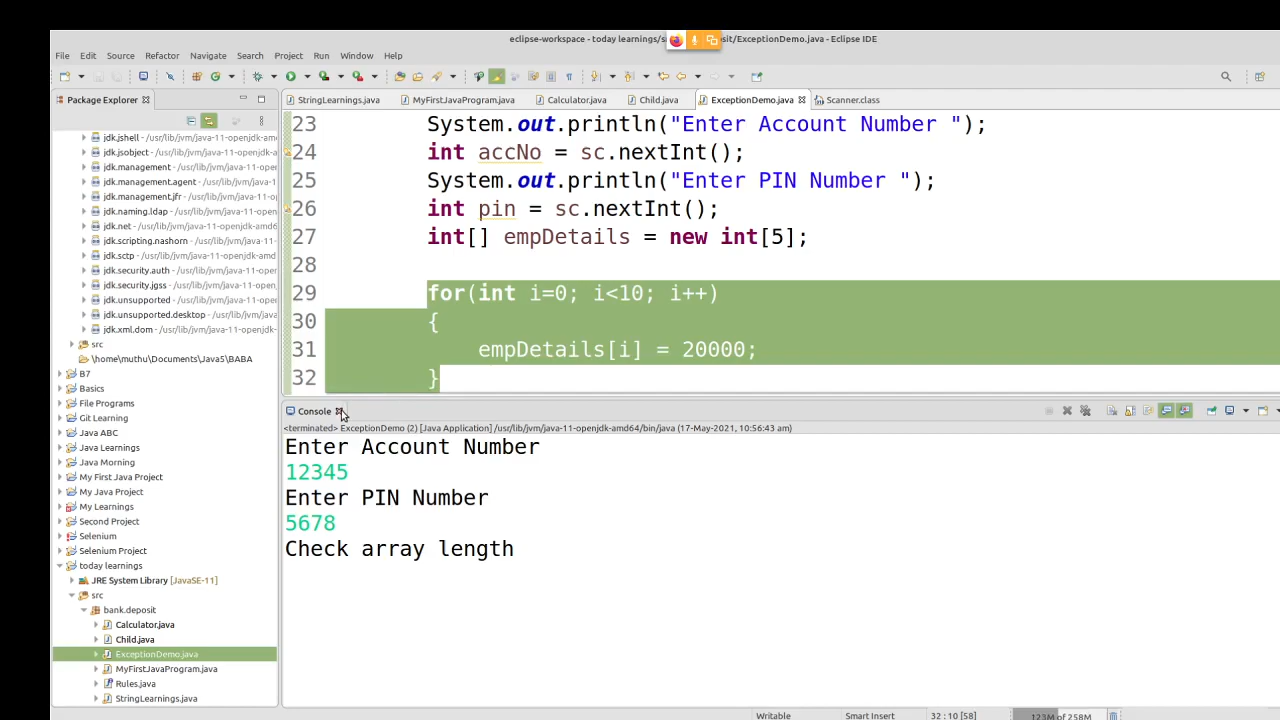 eclipse-workspace - today learnings/s sit/ExceptionDemo.java - Eclipse IDE
File Edit Source Refactor Navigate Search Project Run Window Help
Package Explorer
StringLearnings.java MyFirstJavaProgram.java Calculator.java Child.java ExceptionDemo.java Scanner.class
jdk.jshell - /usr/lib/jvm/java-11-openjdk-amd
jdk.jsobject - /usr/lib/jvm/java-11-openjdk-
jdk.management - /usr/lib/jvm/java-11-open
jdk.management.agent - /usr/lib/jvm/java-1
jdk.management.jfr - /usr/lib/jvm/java-11-o
jdk.naming.ldap - /usr/lib/jvm/java-11-open
jdk.net - /usr/lib/jvm/java-11-openjdk-amd6
jdk.scripting.nashorn - /usr/lib/jvm/java-11
jdk.sctp - /usr/lib/jvm/java-11-openjdk-amd
jdk.security.auth - /usr/lib/jvm/java-11-ope
jdk.security.jgss - /usr/lib/jvm/java-11-oper
jdk.unsupported - /usr/lib/jvm/java-11-oper
jdk.unsupported.desktop - /usr/lib/jvm/java
jdk.xml.dom - /usr/lib/jvm/java-11-openjdk-
src
\home\muthu\Documents\Java5\BABA
B7
Basics
File Programs
Git Learning
Java ABC
Java Learnings
Java Morning
My First Java Project
My Java Project
My Learnings
Second Project
Selenium
Selenium Project
today learnings
JRE System Library [JavaSE-11]
src
bank.deposit
Calculator.java
Child.java
ExceptionDemo.java
MyFirstJavaProgram.java
Rules.java
StringLearnings.java
23 System.out.println("Enter Account Number ");
24 int accNo = sc.nextInt();
25 System.out.println("Enter PIN Number ");
26 int pin = sc.nextInt();
27 int[] empDetails = new int[5];
28
29 for(int i=0; i<10; i++)
30 {
31 empDetails[i] = 20000;
32 }
Console
<terminated> ExceptionDemo (2) [Java Application] /usr/lib/jvm/java-11-openjdk-amd64/bin/java (17-May-2021, 10:56:43 am)
Enter Account Number
12345
Enter PIN Number
5678
Check array length
Writable Smart Insert 32 : 10 [58] 123M of 258M